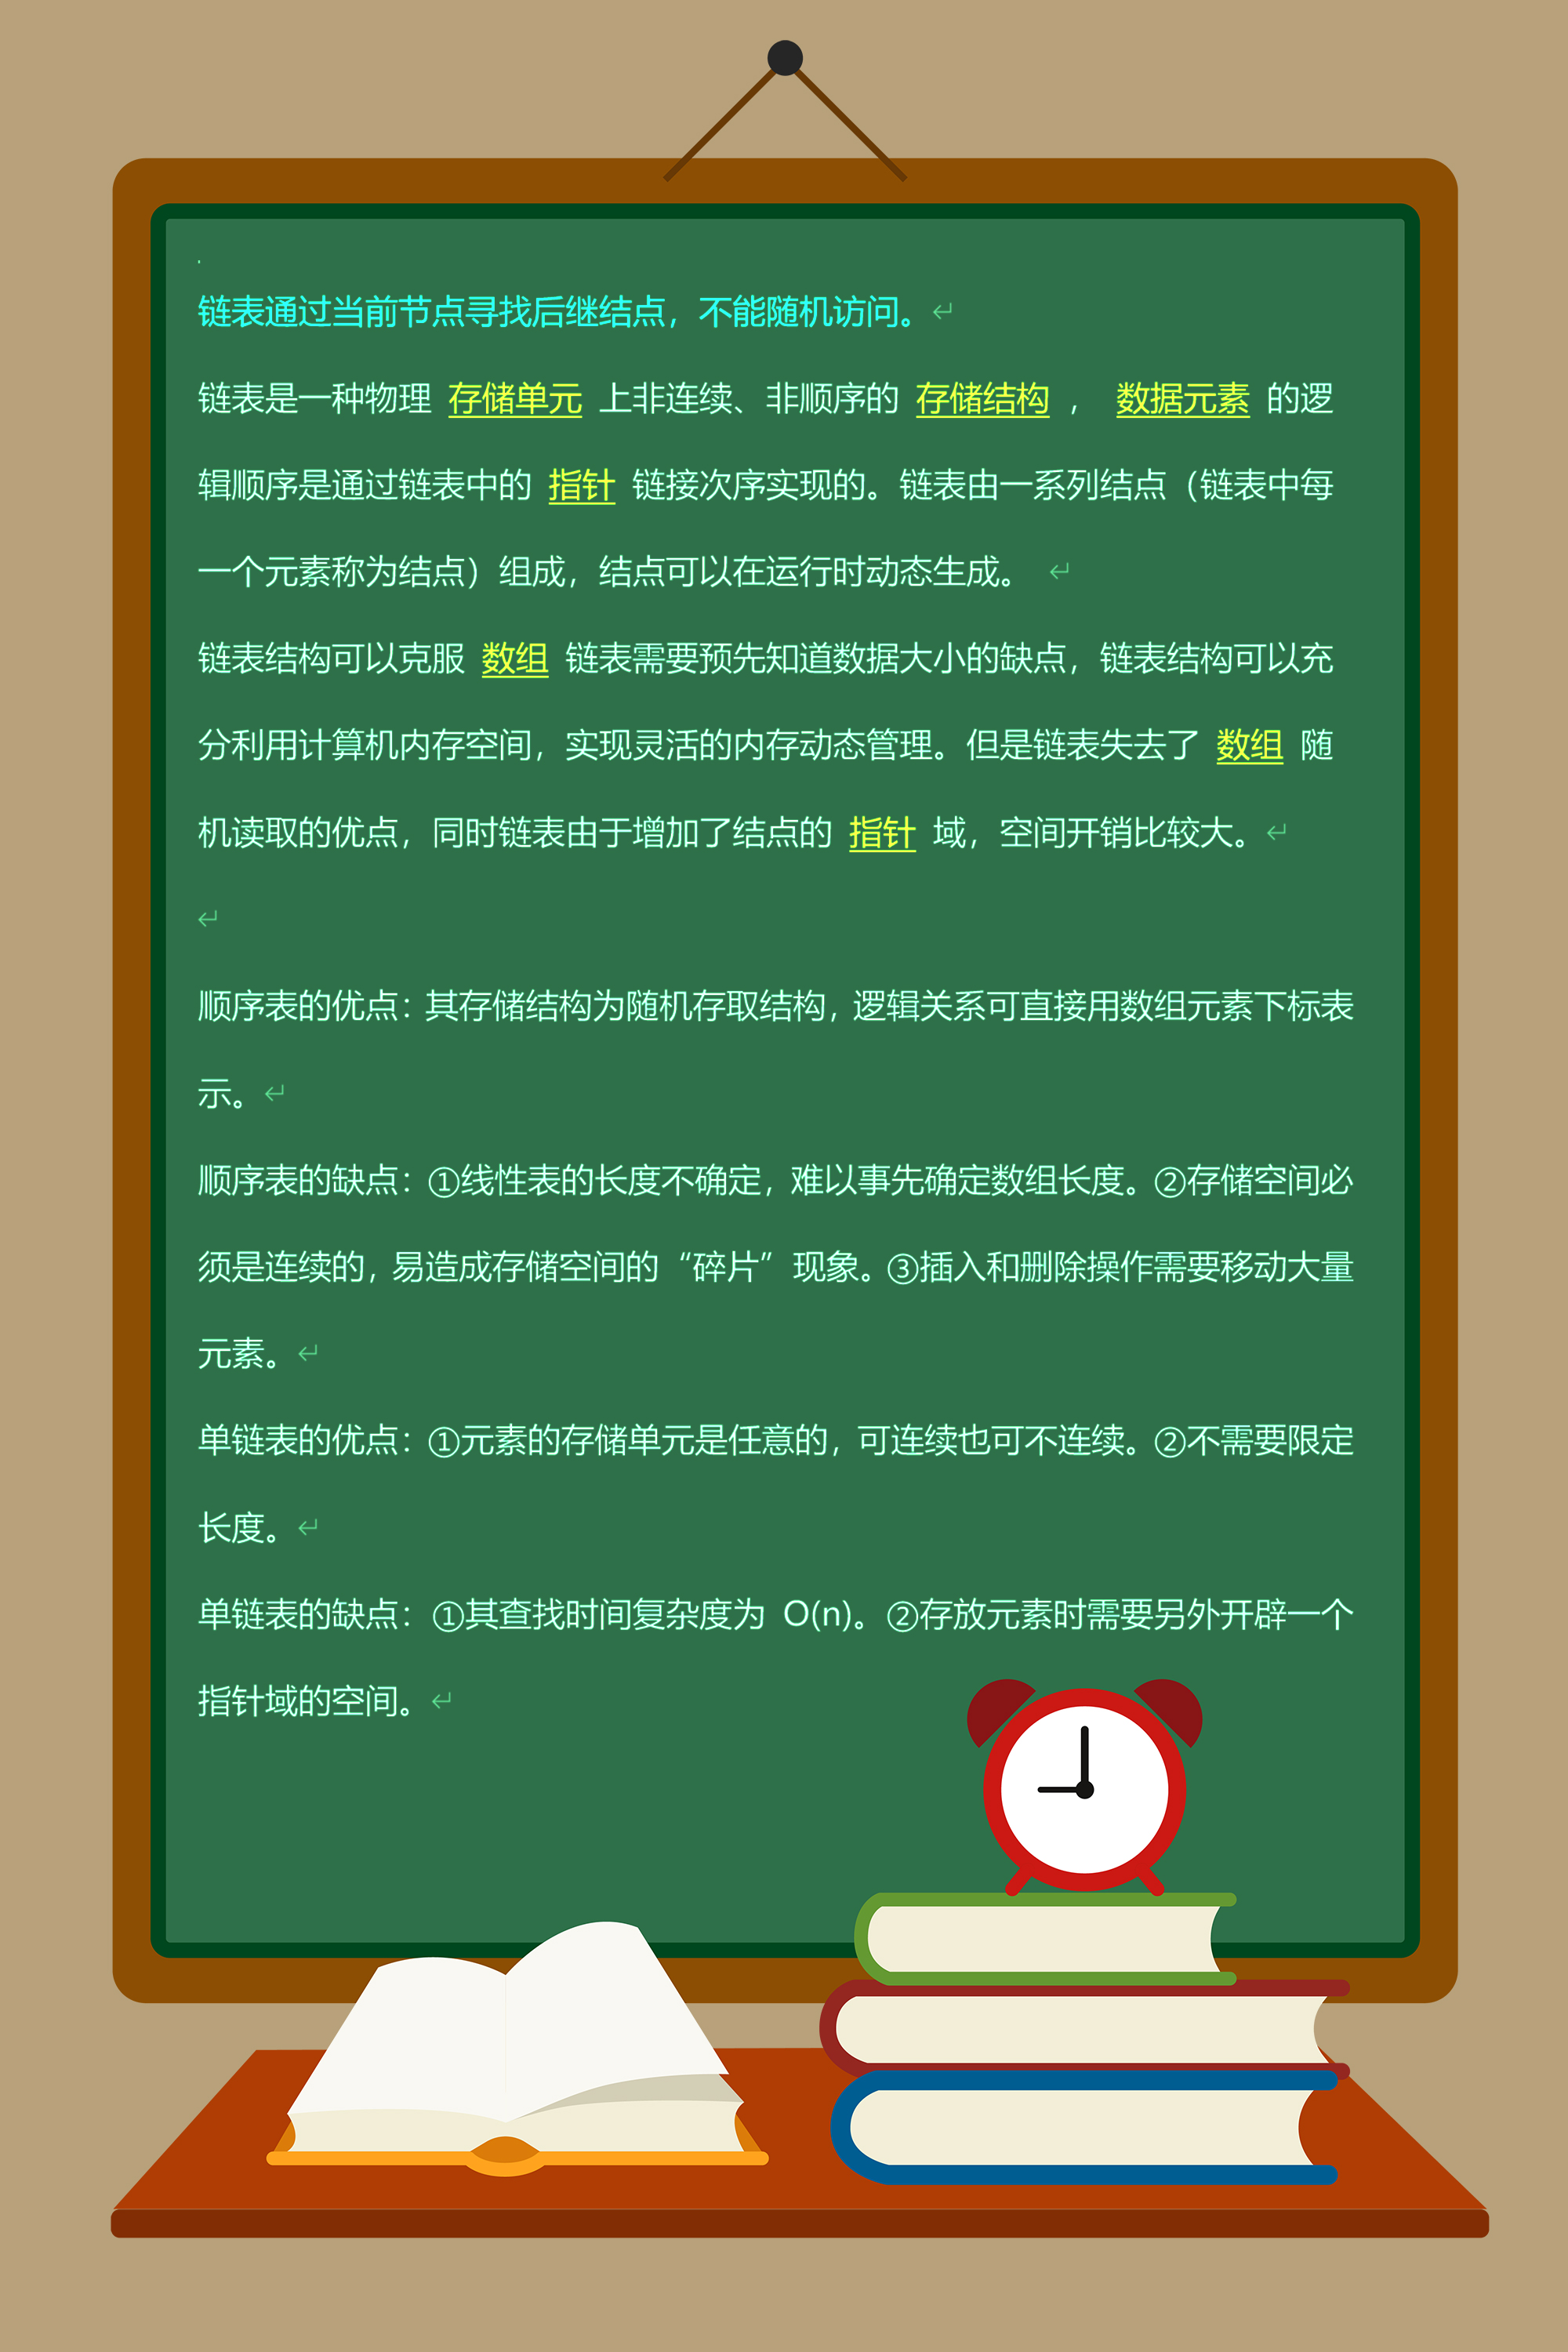 链表通过当前节点寻找后继结点，不能随机访问。↵
链表是一种物理 存储单元 上非连续、非顺序的 存储结构 ， 数据元素 的逻
辑顺序是通过链表中的 指针 链接次序实现的。链表由一系列结点（链表中每
一个元素称为结点）组成，结点可以在运行时动态生成。 ↵
链表结构可以克服 数组 链表需要预先知道数据大小的缺点，链表结构可以充
分利用计算机内存空间，实现灵活的内存动态管理。但是链表失去了 数组 随
机读取的优点，同时链表由于增加了结点的 指针 域，空间开销比较大。↵
↵
顺序表的优点：其存储结构为随机存取结构，逻辑关系可直接用数组元素下标表
示。↵
顺序表的缺点：①线性表的长度不确定，难以事先确定数组长度。②存储空间必
须是连续的，易造成存储空间的“碎片”现象。③插入和删除操作需要移动大量
元素。↵
单链表的优点：①元素的存储单元是任意的，可连续也可不连续。②不需要限定
长度。↵
单链表的缺点：①其查找时间复杂度为 O(n)。②存放元素时需要另外开辟一个
指针域的空间。↵